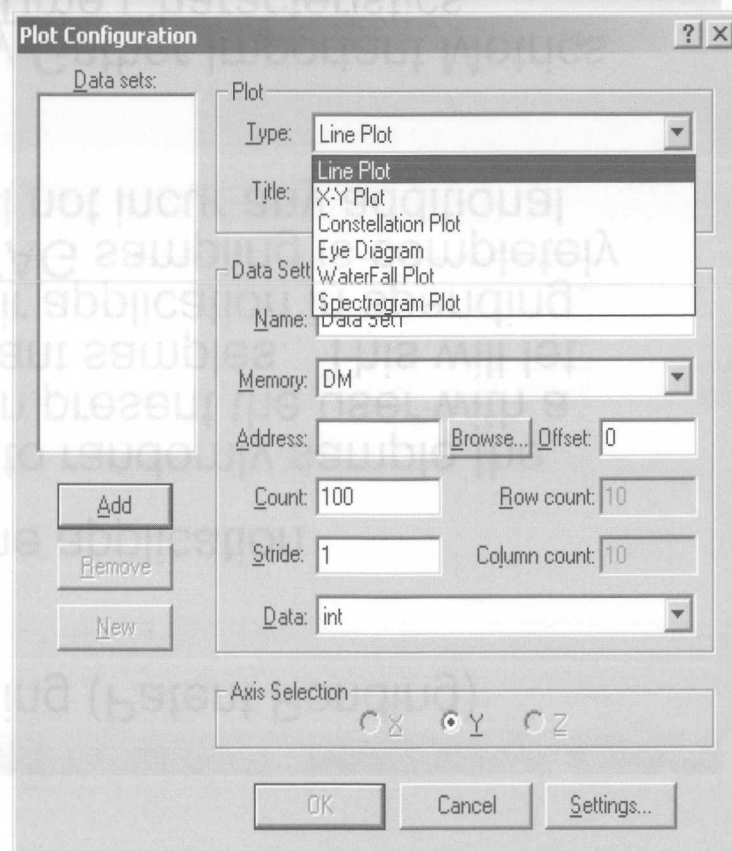 Plot Configuration
Data sets:
Plot
Type: Line Plot
Line Plot
X-Y Plot
Constellation Plot
Eye Diagram
WaterFall Plot
Spectrogram Plot
Title:
Data Sett
Name: Data Set1
Memory: DM
Address: Browse... Offset: 0
Count: 100 Row count: 10
Stride: 1 Column count: 10
Data: int
Add
Remove
New
Axis Selection
X Y Z
OK Cancel Settings...